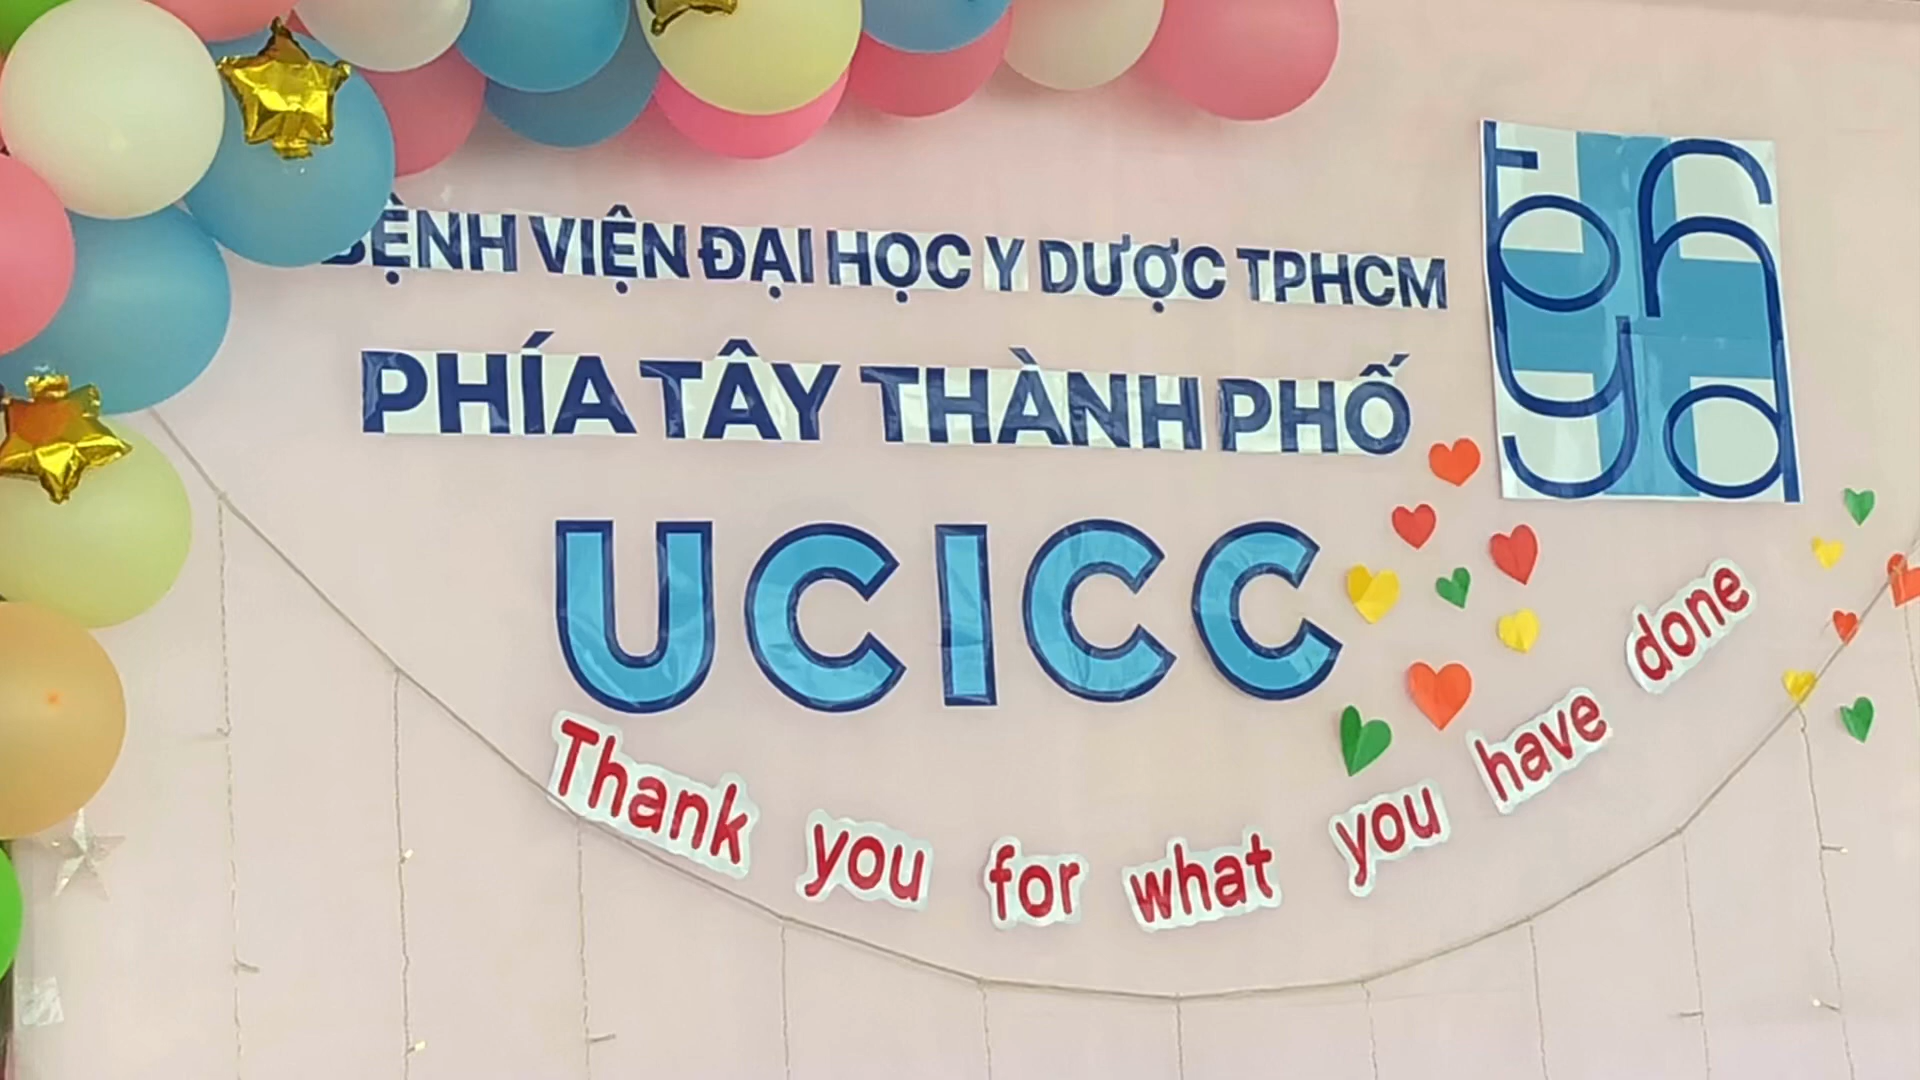 BỆNH VIỆN ĐẠI HỌC Y DƯỢC TPHCM
PHÍA TÂY THÀNH PHỐ
UCICC
Thank you for what you have done